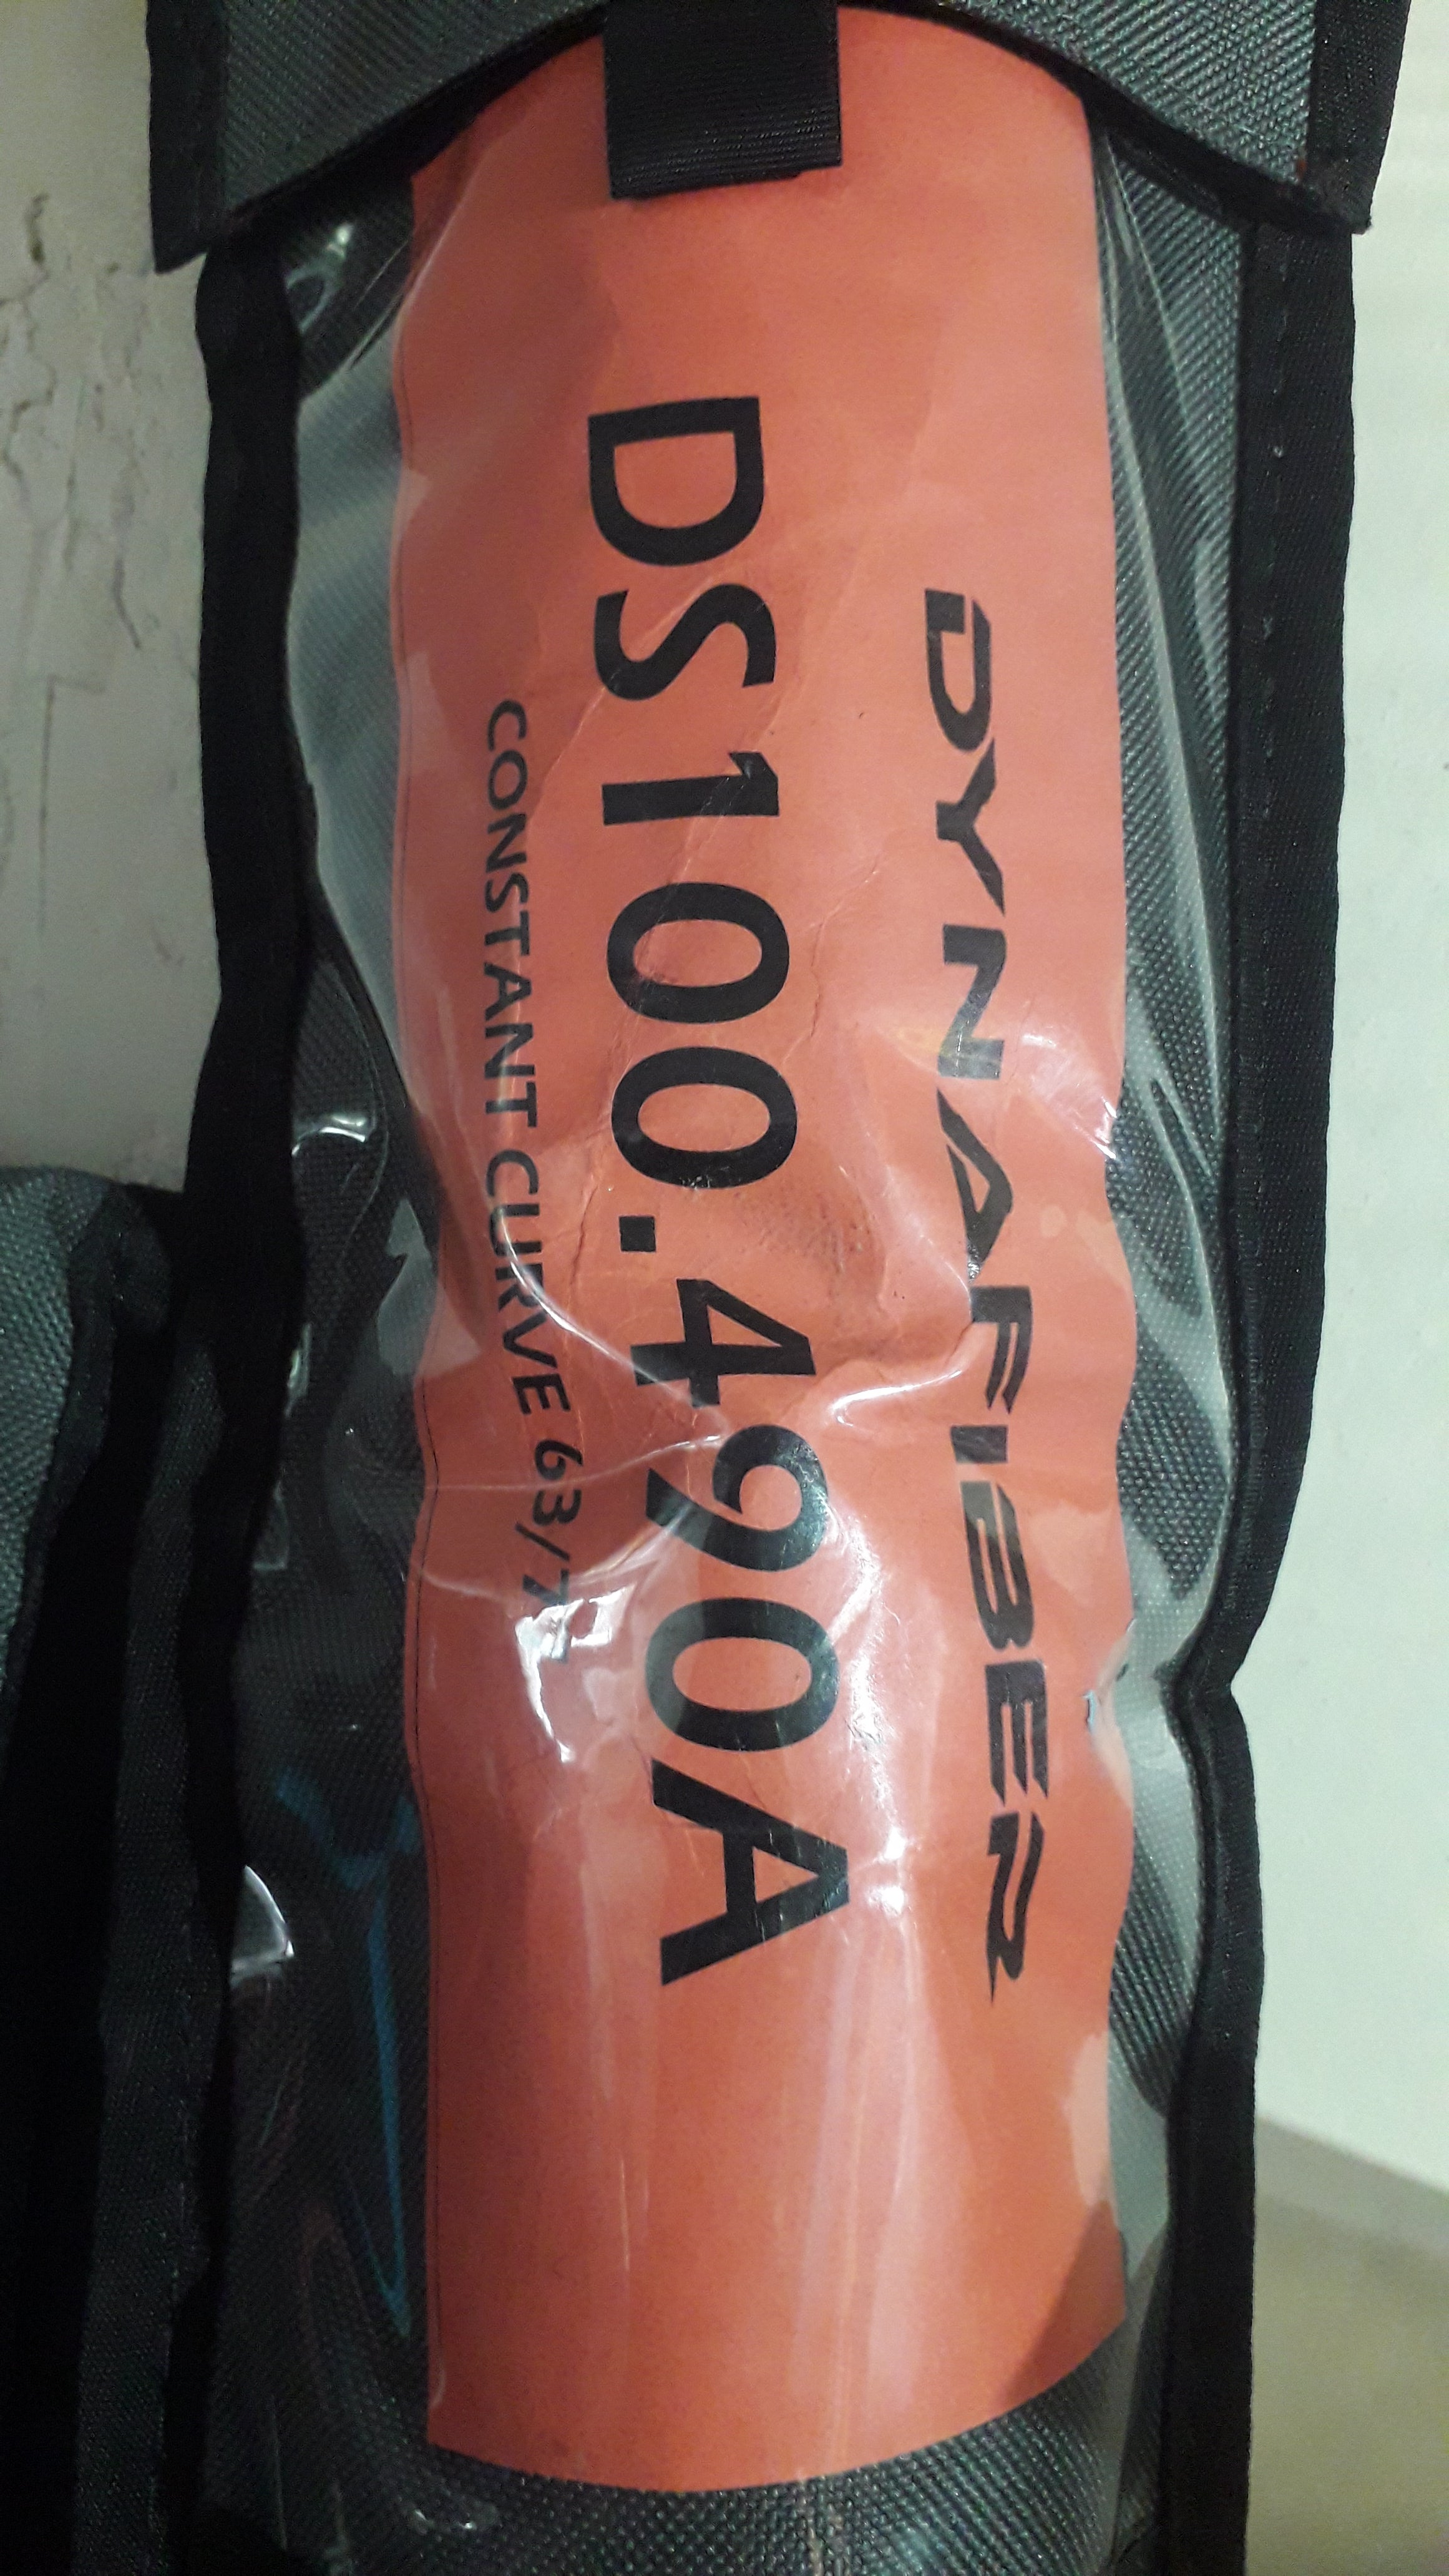 DYNAFIBER
DS100.490A
CONSTANT CURVE 63/7